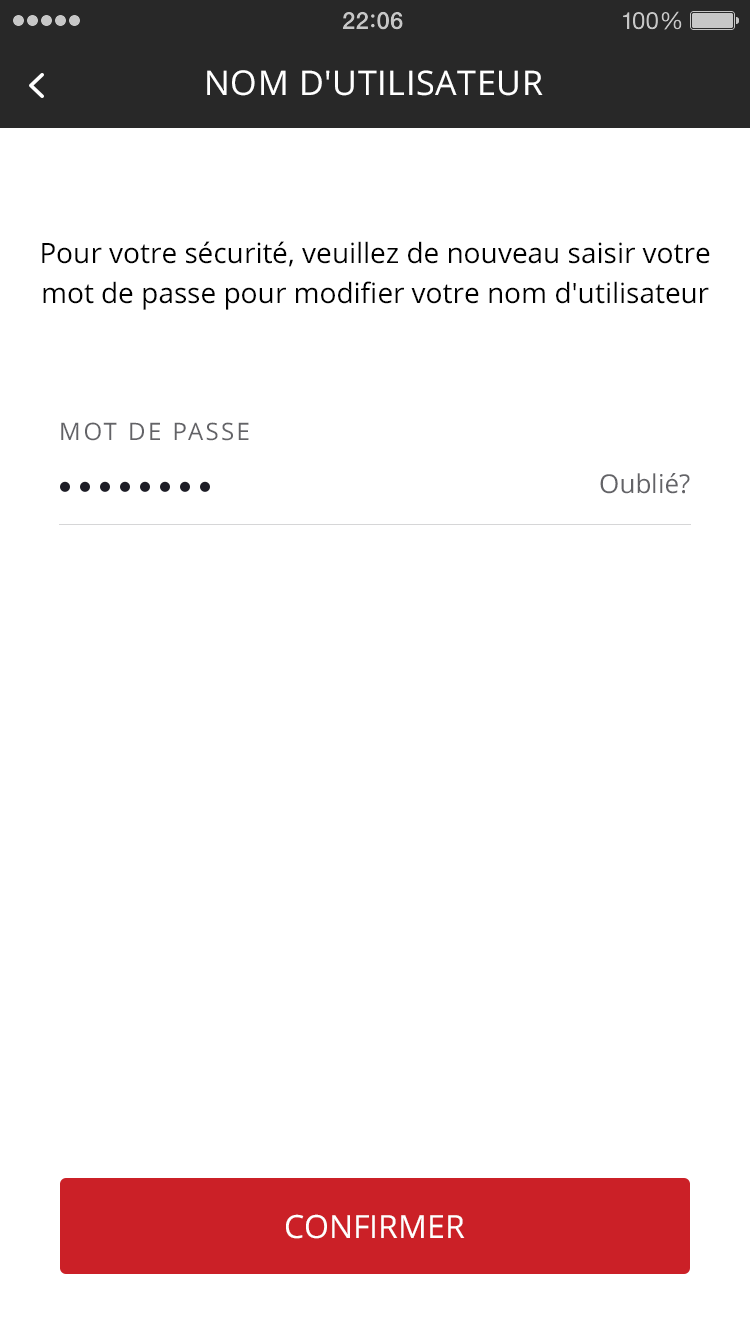 22:06
100%
NOM D'UTILISATEUR
Pour votre sécurité, veuillez de nouveau saisir votre
mot de passe pour modifier votre nom d'utilisateur
MOT DE PASSE
••••••••
Oublié?
CONFIRMER